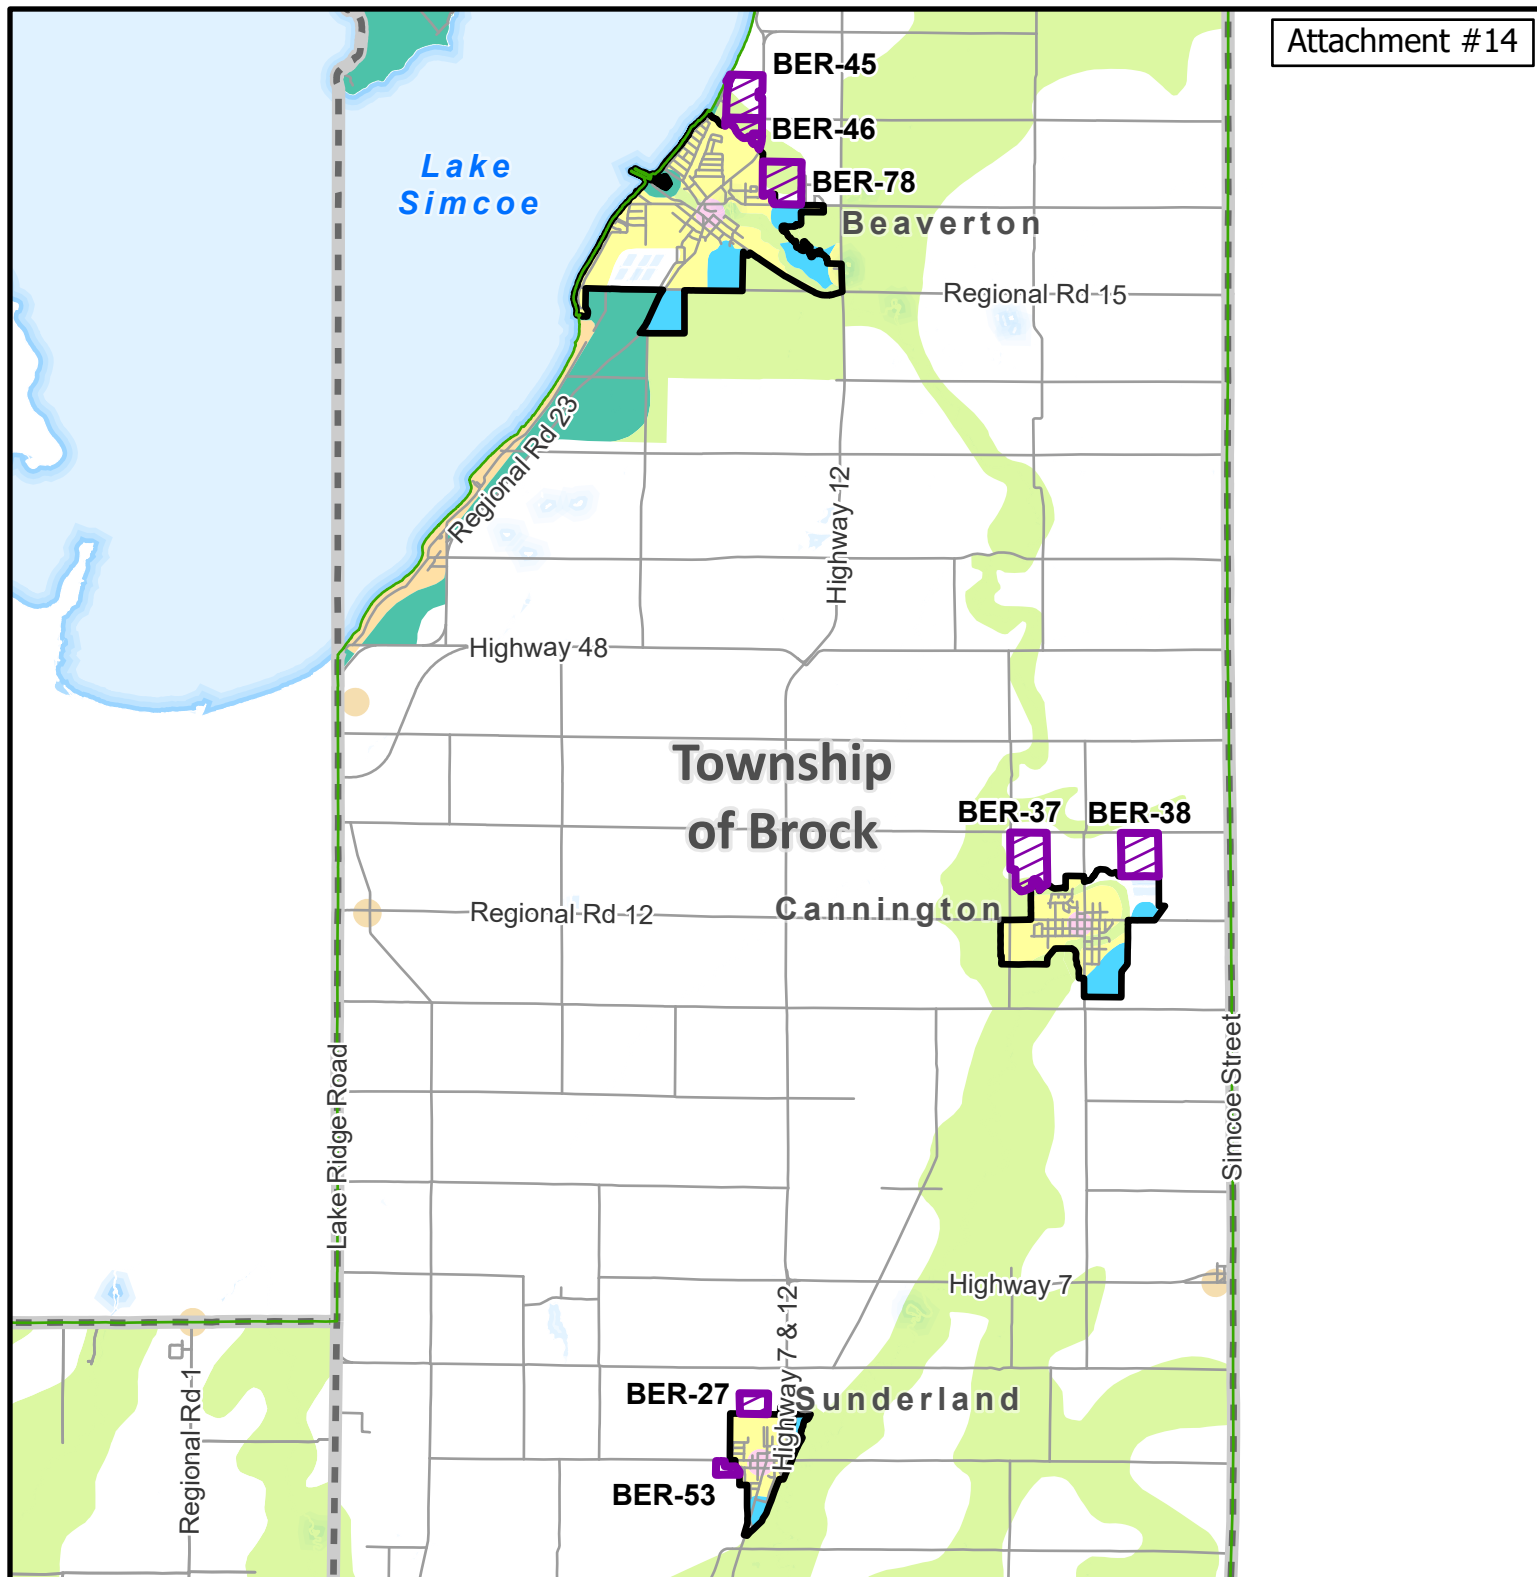 Attachment #14
BER-45
BER-46
Lake
Simcoe
BER-78
Beaverton
Regional Rd 15
Regional Rd 23
Highway 12
Highway 48
Township
of Brock
BER-37
BER-38
Cannington
Regional Rd 12
Lake Ridge Road
Simcoe Street
Highway 7
Highway 7 & 12
BER-27
Sunderland
Regional Rd 1
BER-53